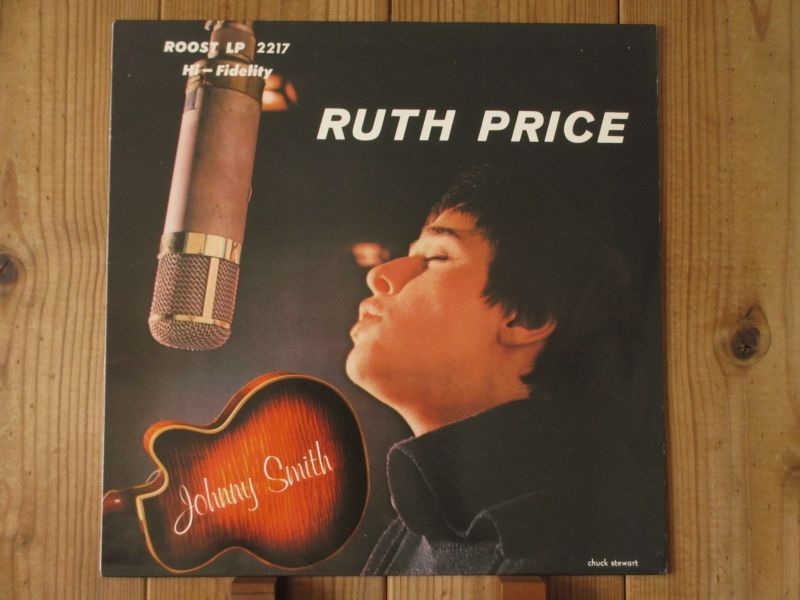 ROOST LP 2217
Hi-Fidelity
RUTH PRICE
Johnny Smith
chuck stewart